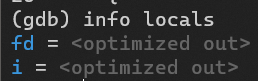 (gdb) info locals
fd = <optimized out>
i = <optimized out>